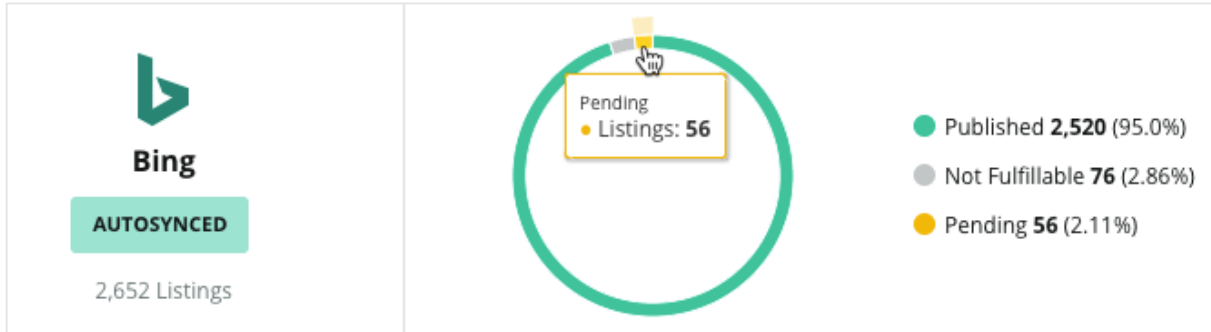 Bing
AUTOSYNCED
2,652 Listings
Pending
• Listings: 56
Published 2,520 (95.0%)
Not Fulfillable 76 (2.86%)
Pending 56 (2.11%)